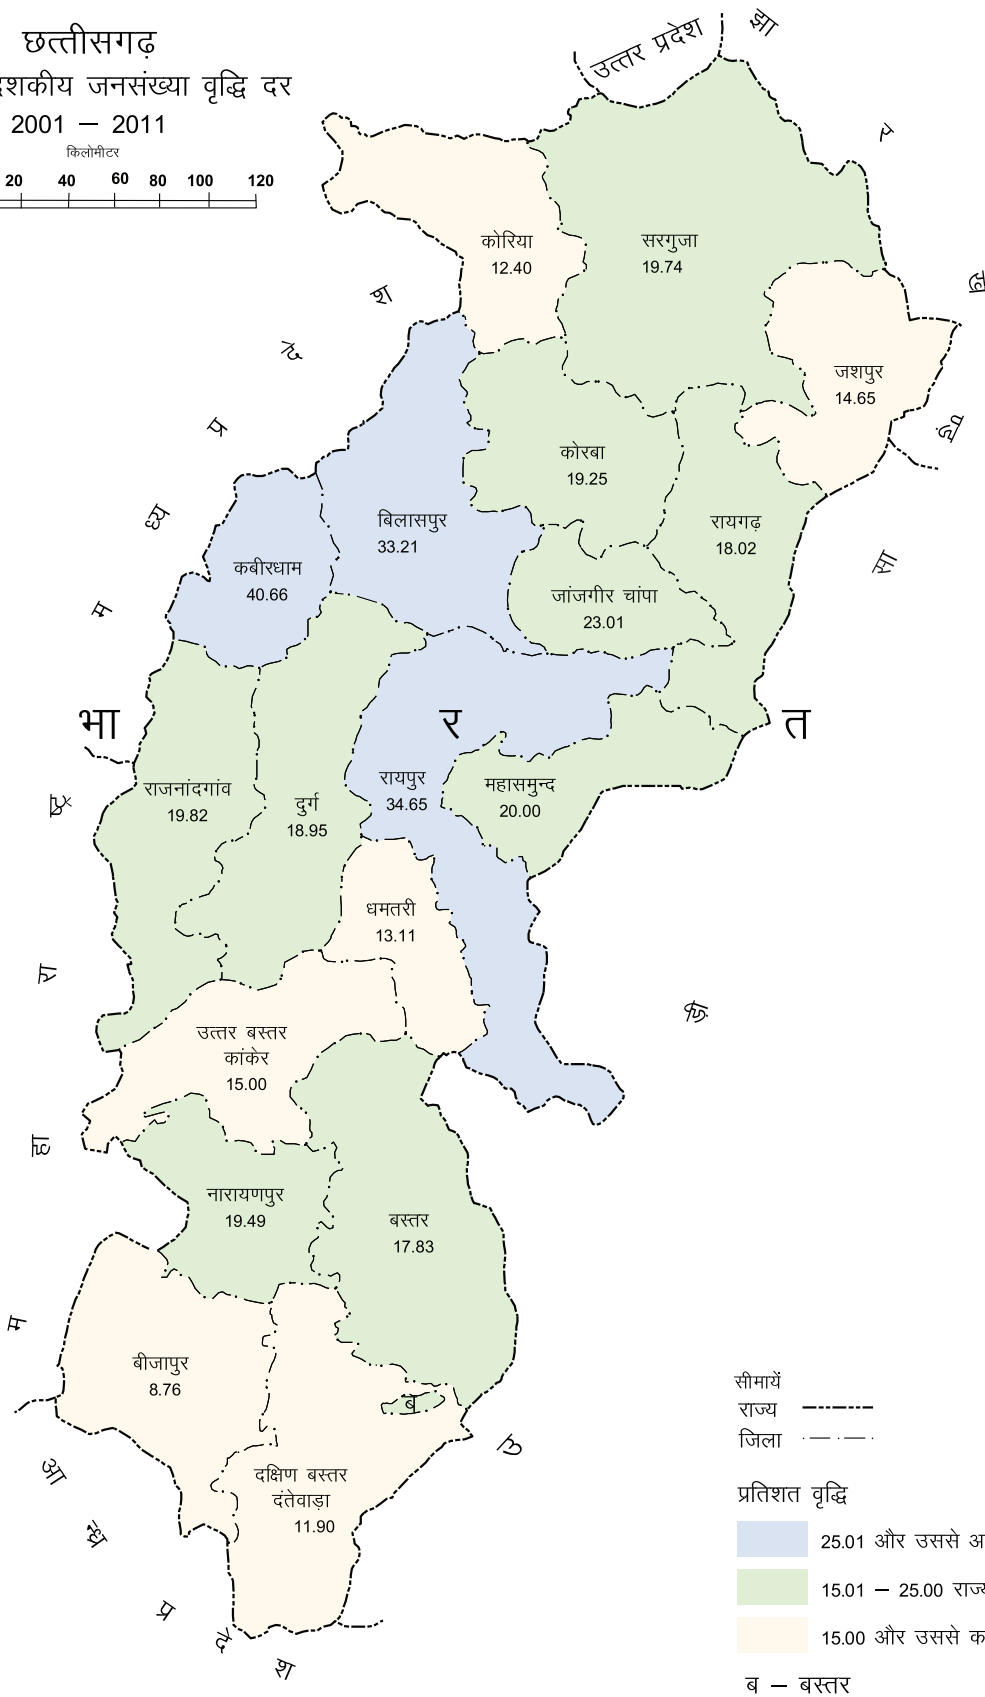 छत्तीसगढ़
दशकीय जनसंख्या वृद्धि दर
2001 – 2011
किलोमीटर
20 40 60 80 100 120
उत्तर प्रदेश
झा
र
ख
ण्ड
म
ध्य
प्र
दे
श
कोरिया
12.40
सरगुजा
19.74
जशपुर
14.65
कोरबा
19.25
बिलासपुर
33.21
रायगढ़
18.02
कबीरधाम
40.66
जांजगीर चांपा
23.01
भा र त
राजनांदगांव
19.82
दुर्ग
18.95
रायपुर
34.65
महासमुन्द
20.00
धमतरी
13.11
उत्तर बस्तर
कांकेर
15.00
नारायणपुर
19.49
बस्तर
17.83
बीजापुर
8.76
ब
दक्षिण बस्तर
दंतेवाड़ा
11.90
म
हा
रा
ष्ट्र
उ
ड़ी
सा
आ
न्ध्र
प्र
दे
श
सीमायें
राज्य
जिला
प्रतिशत वृद्धि
25.01 और उससे अ
15.01 – 25.00 राज्य
15.00 और उससे क
ब – बस्तर